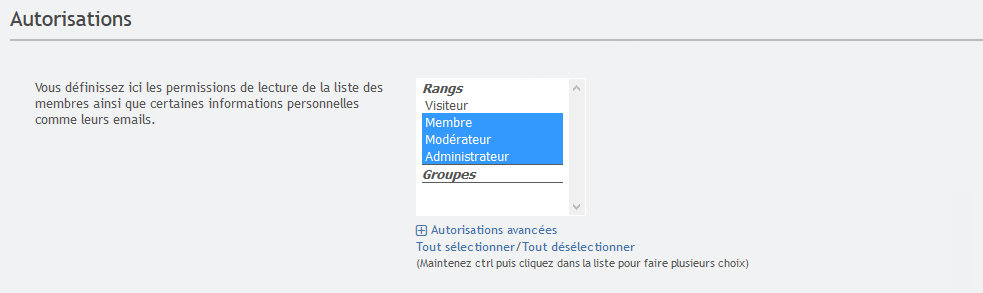 Autorisations
Vous définissez ici les permissions de lecture de la liste des
membres ainsi que certaines informations personnelles
comme leurs emails.
Rangs
Visiteur
Membre
Modérateur
Administrateur
Groupes
Autorisations avancées
Tout sélectionner/Tout désélectionner
(Maintenez ctrl puis cliquez dans la liste pour faire plusieurs choix)